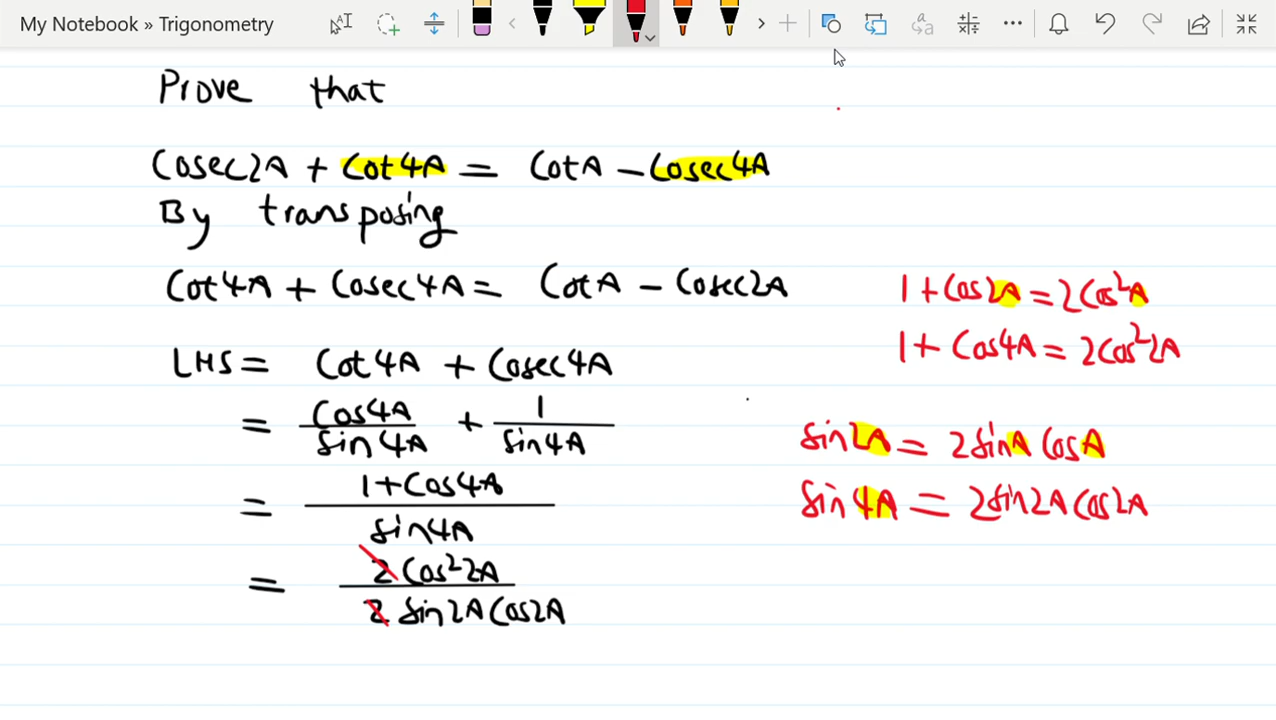 My Notebook » Trigonometry
Prove that
Cosec2A + Cot4A = CotA - Cosec4A
By transposing
Cot4A + Cosec4A = CotA - Cosec2A
1 + Cos2A = 2Cos²A
1 + Cos4A = 2Cos²2A
LHS = Cot4A + Cosec4A
= Cos4A/Sin4A + 1/Sin4A
Sin2A = 2SinA CosA
= 1+Cos4A/Sin4A
Sin4A = 2Sin2A Cos2A
= 2Cos²2A/2Sin2A Cos2A